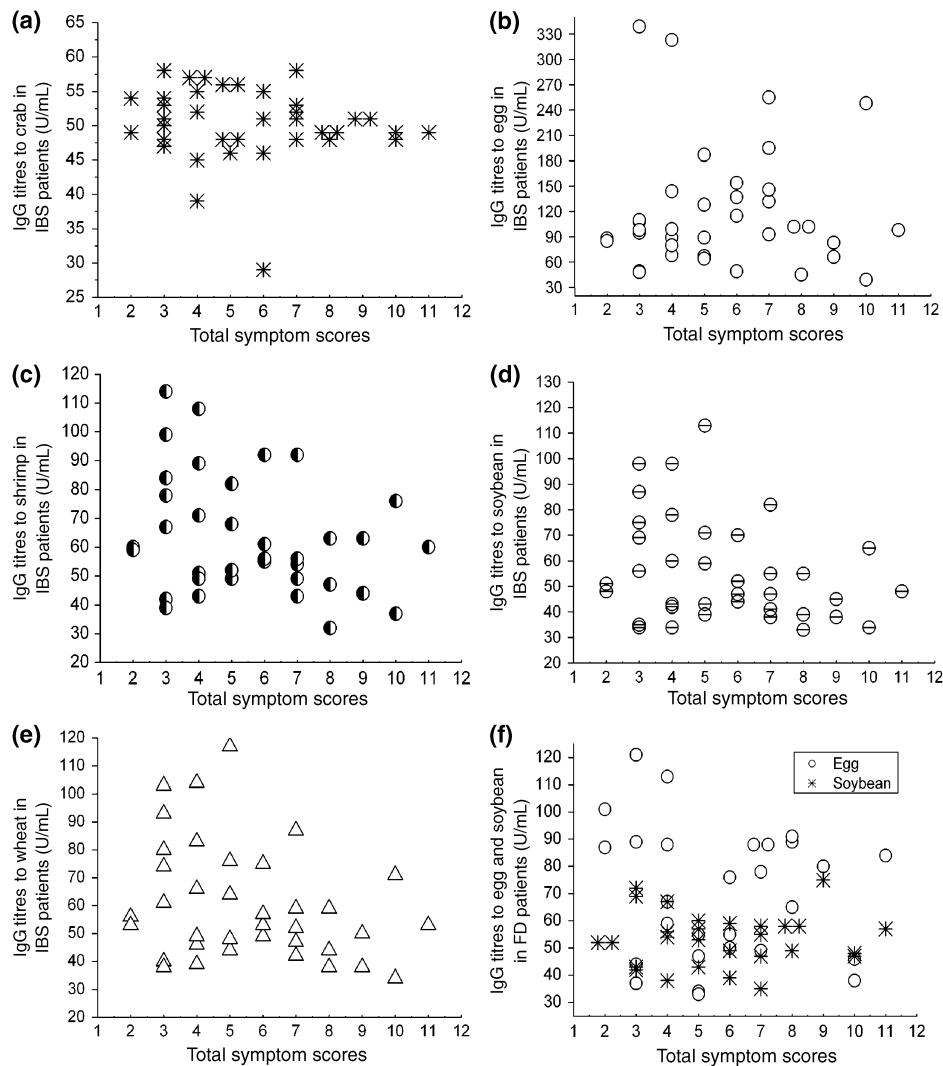 (a)
IgG titres to crab in
IBS patients (U/mL)
65
60
55
50
45
40
35
30
25
1 2 3 4 5 6 7 8 9 10 11 12
Total symptom scores
(b)
IgG titres to egg in
IBS patients (U/mL)
330
300
270
240
210
180
150
120
90
60
30
1 2 3 4 5 6 7 8 9 10 11 12
Total symptom scores
(c)
IgG titres to shrimp in
IBS patients (U/mL)
120
110
100
90
80
70
60
50
40
30
20
1 2 3 4 5 6 7 8 9 10 11 12
Total symptom scores
(d)
IgG titres to soybean in
IBS patients (U/mL)
130
120
110
100
90
80
70
60
50
40
30
20
1 2 3 4 5 6 7 8 9 10 11 12
Total symptom scores
(e)
IgG titres to wheat in
IBS patients (U/mL)
120
110
100
90
80
70
60
50
40
30
20
1 2 3 4 5 6 7 8 9 10 11 12
Total symptom scores
(f)
IgG titres to egg and soybean
in FD patients (U/mL)
120
110
100
90
80
70
60
50
40
30
Egg
Soybean
1 2 3 4 5 6 7 8 9 10 11 12
Total symptom scores